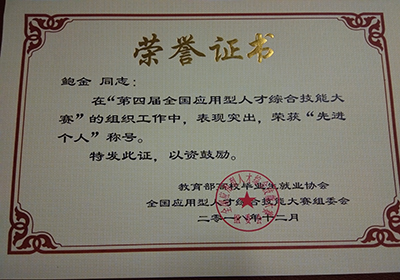 荣誉证书
鲍金 同志：
在“第四届全国应用型人才综合技能大
赛”的组织工作中，表现突出，荣获“先进
个人”称号。
特发此证，以资鼓励。
教育部高校毕业生就业协会
全国应用型人才综合技能大赛组委会
二〇一八年十二月